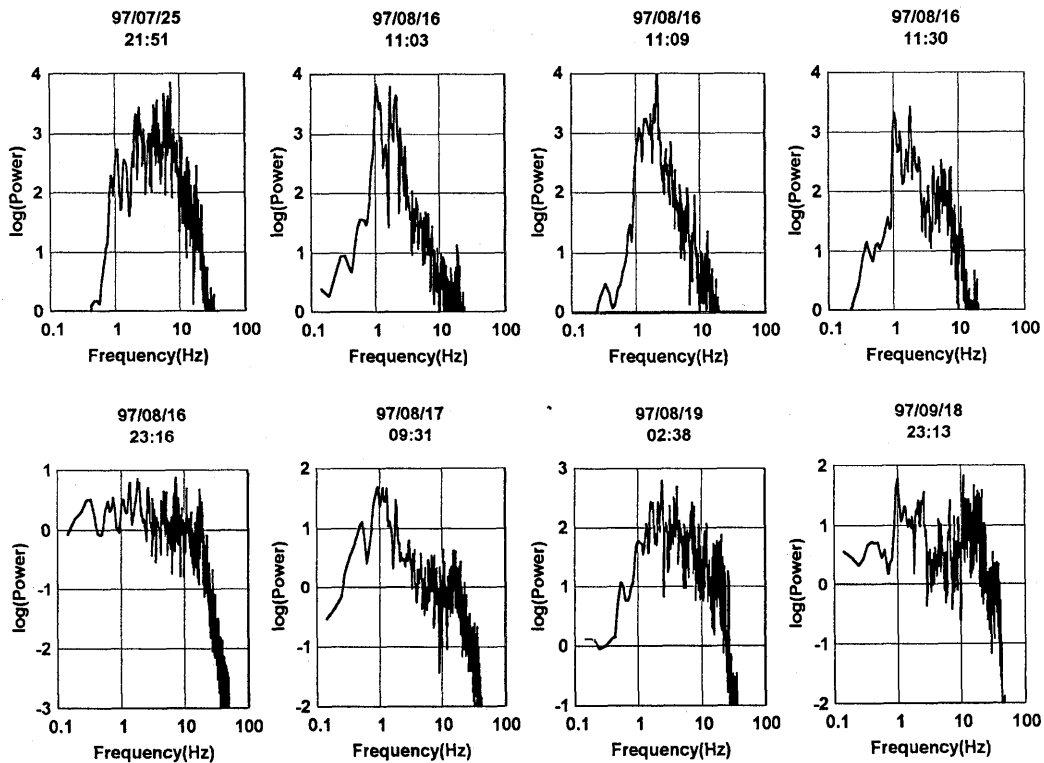 97/07/25
21:51
97/08/16
11:03
97/08/16
11:09
97/08/16
11:30
log(Power)
4
3
2
1
0
0.1 1 10 100
Frequency(Hz)
log(Power)
4
3
2
1
0
0.1 1 10 100
Frequency(Hz)
log(Power)
4
3
2
1
0
0.1 1 10 100
Frequency(Hz)
log(Power)
4
3
2
1
0
0.1 1 10 100
Frequency(Hz)
97/08/16
23:16
97/08/17
09:31
97/08/19
02:38
97/09/18
23:13
log(Power)
1
0
-1
-2
-3
0.1 1 10 100
Frequency(Hz)
log(Power)
2
1
0
-1
-2
0.1 1 10 100
Frequency(Hz)
log(Power)
3
2
1
0
-1
0.1 1 10 100
Frequency(Hz)
log(Power)
2
1
0
-1
-2
0.1 1 10 100
Frequency(Hz)